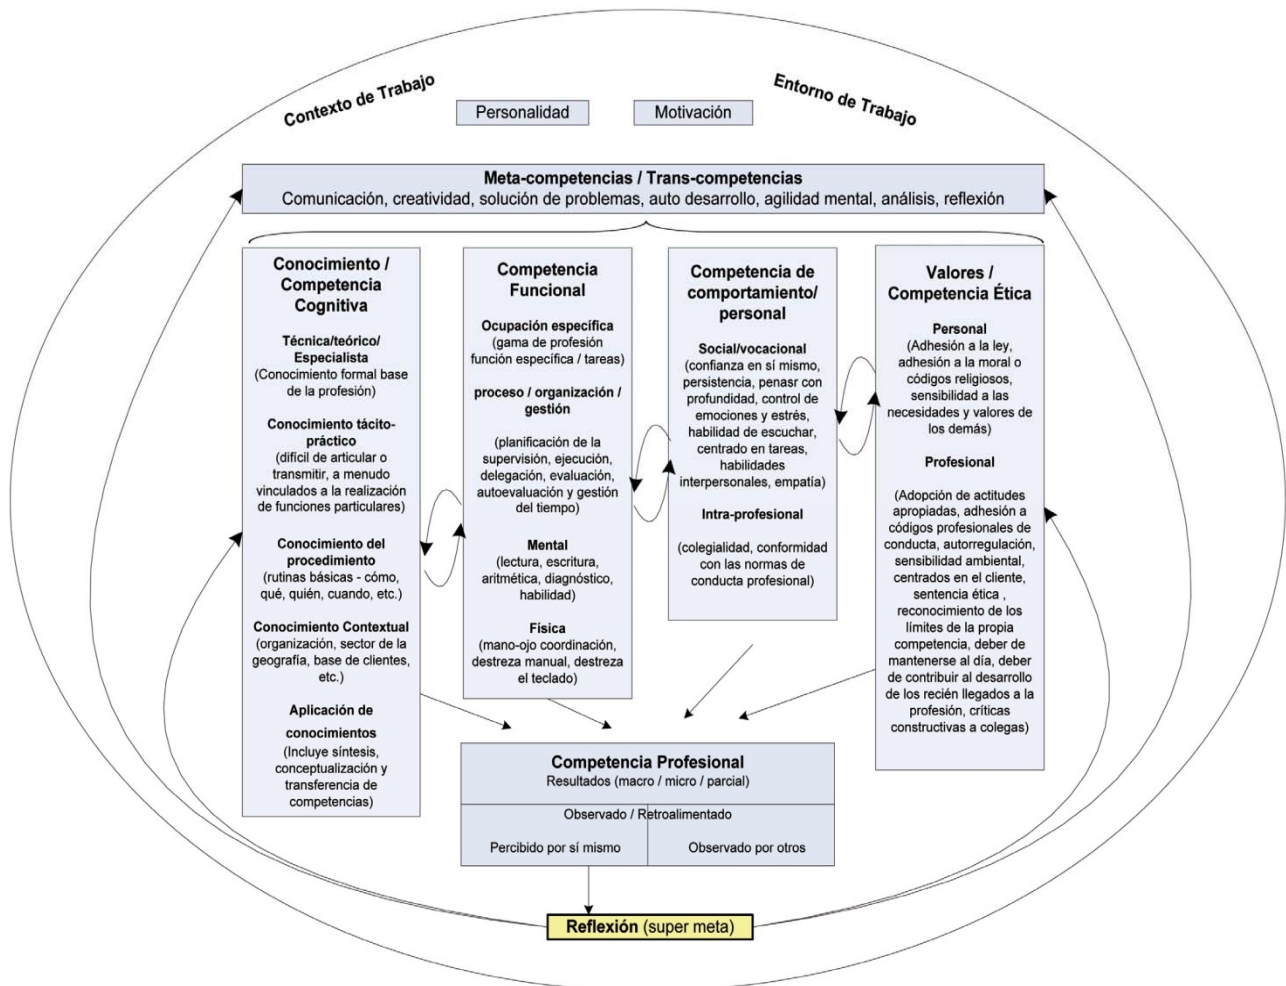 Contexto de Trabajo
Entorno de Trabajo
Personalidad
Motivación
Meta-competencias / Trans-competencias
Comunicación, creatividad, solución de problemas, auto desarrollo, agilidad mental, análisis, reflexión
Conocimiento /
Competencia
Cognitiva
Técnica/teórico/
Especialista
(Conocimiento formal base
de la profesión)
Conocimiento tácito-
práctico
(difícil de articular o
transmitir, a menudo
vinculados a la realización
de funciones particulares)
Conocimiento del
procedimiento
(rutinas básicas - cómo,
qué, quién, cuando, etc.)
Conocimiento Contextual
(organización, sector de la
geografía, base de clientes,
etc.)
Aplicación de
conocimientos
(Incluye síntesis,
conceptualización y
transferencia de
competencias)
Competencia
Funcional
Ocupación específica
(gama de profesión
función específica / tareas)
proceso / organización /
gestión
(planificación de la
supervisión, ejecución,
delegación, evaluación,
autoevaluación y gestión
del tiempo)
Mental
(lectura, escritura,
aritmética, diagnóstico,
habilidad)
Física
(mano-ojo coordinación,
destreza manual, destreza
el teclado)
Competencia de
comportamiento/
personal
Social/vocacional
(confianza en sí mismo,
persistencia, penasr con
profundidad, control de
emociones y estrés,
habilidad de escuchar,
centrado en tareas,
habilidades
interpersonales, empatía)
Intra-profesional
(colegialidad, conformidad
con las normas de
conducta profesional)
Valores /
Competencia Ética
Personal
(Adhesión a la ley,
adhesión a la moral o
códigos religiosos,
sensibilidad a las
necesidades y valores de
los demás)
Profesional
(Adopción de actitudes
apropiadas, adhesión a
códigos profesionales de
conducta, autorregulación,
sensibilidad ambiental,
centrados en el cliente,
sentencia ética ,
reconocimiento de los
límites de la propia
competencia, deber de
mantenerse al día, deber
de contribuir al desarrollo
de los recién llegados a la
profesión, críticas
constructivas a colegas)
Competencia Profesional
Resultados (macro / micro / parcial)
Observado / Retroalimentado
Percibido por sí mismo
Observado por otros
Reflexión (super meta)